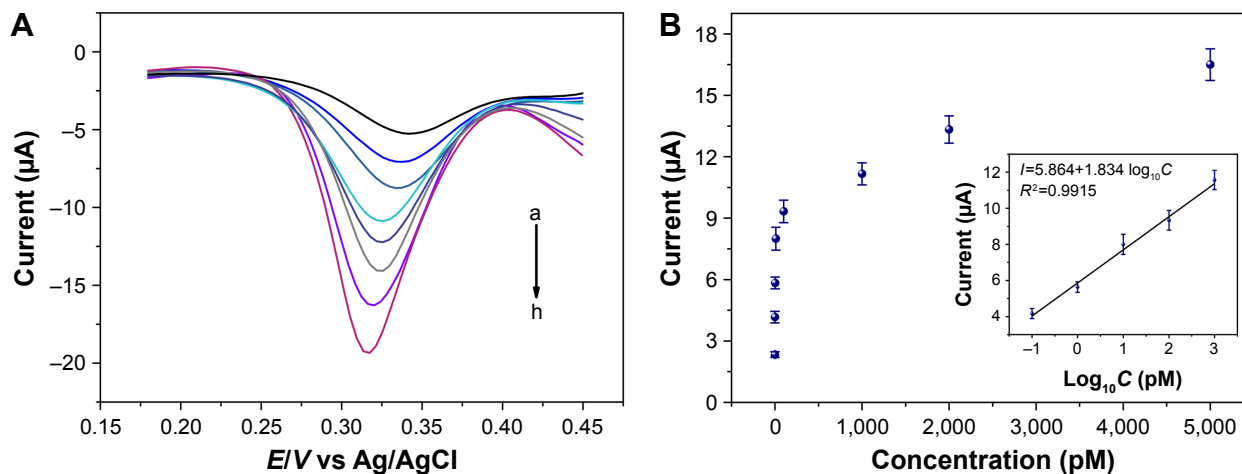 A
0
–5
–10
–15
–20
Current (µA)
a
h
0.15
0.20
0.25
0.30
0.35
0.40
0.45
E/V vs Ag/AgCl
B
18
15
12
9
6
3
0
Current (µA)
0
1,000
2,000
3,000
4,000
5,000
Concentration (pM)
I=5.864+1.834 log₁₀C
R²=0.9915
12
10
8
6
4
Current (µA)
–1
0
1
2
3
Log₁₀C (pM)